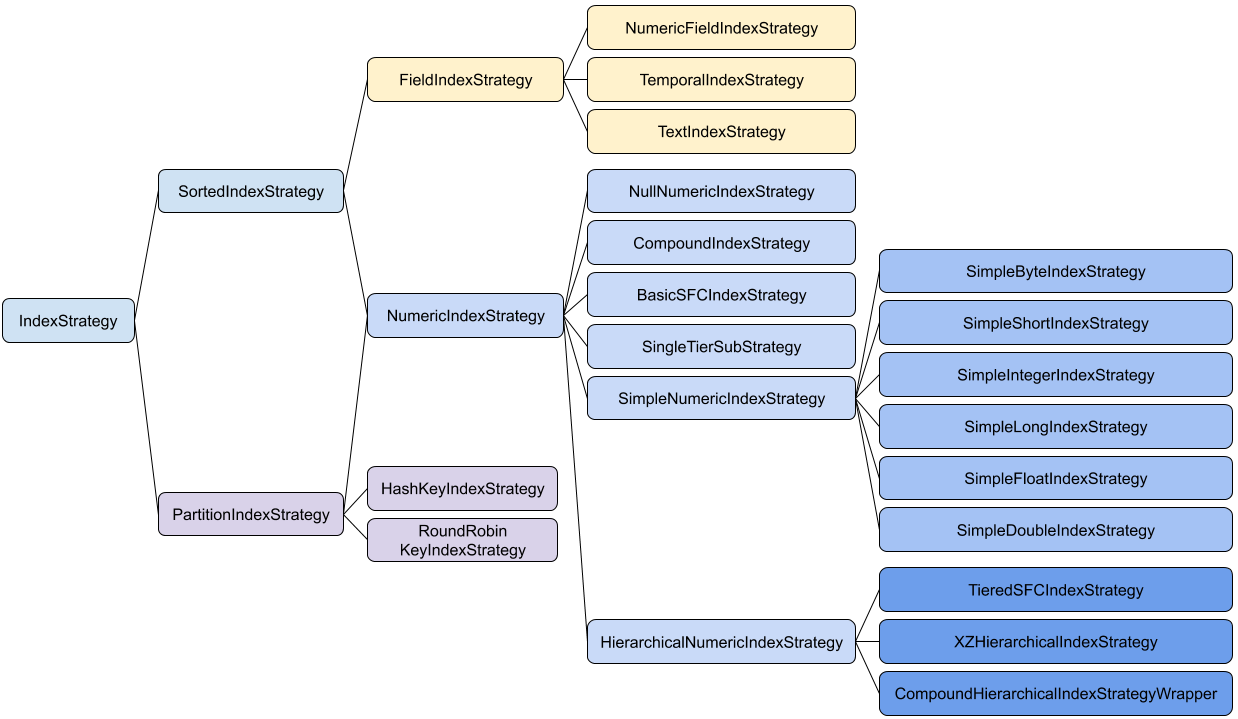 NumericFieldIndexStrategy
FieldIndexStrategy
TemporalIndexStrategy
TextIndexStrategy
SortedIndexStrategy
NullNumericIndexStrategy
CompoundIndexStrategy
SimpleByteIndexStrategy
BasicSFCIndexStrategy
IndexStrategy
NumericIndexStrategy
SimpleShortIndexStrategy
SingleTierSubStrategy
SimpleIntegerIndexStrategy
SimpleNumericIndexStrategy
SimpleLongIndexStrategy
HashKeyIndexStrategy
SimpleFloatIndexStrategy
PartitionIndexStrategy
RoundRobin
KeyIndexStrategy
SimpleDoubleIndexStrategy
TieredSFCIndexStrategy
HierarchicalNumericIndexStrategy
XZHierarchicalIndexStrategy
CompoundHierarchicalIndexStrategyWrapper